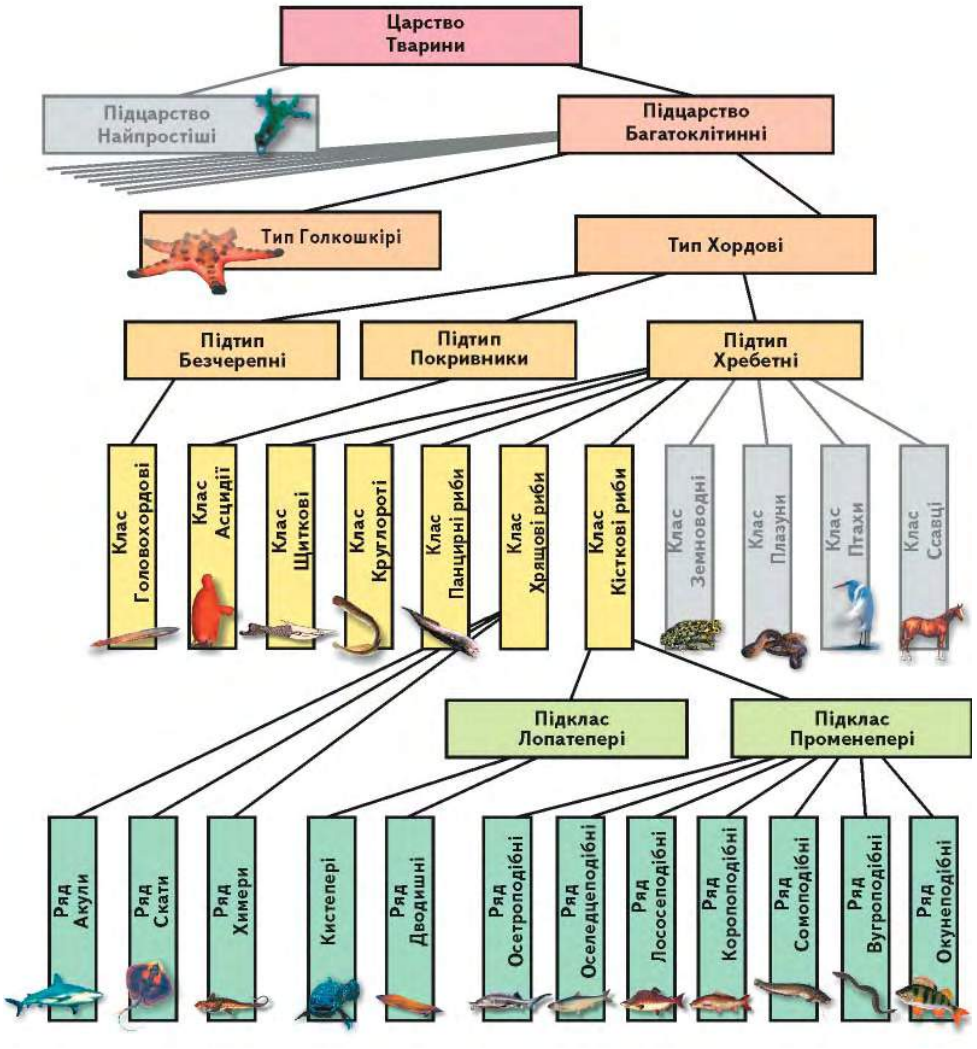 Царство
Тварини
Підцарство
Найпростіші
Підцарство
Багатоклітинні
Тип Голкошкірі
Тип Хордові
Підтип
Безчерепні
Підтип
Покривники
Підтип
Хребетні
Клас
Головохордові
Клас
Асцидії
Клас
Щиткові
Клас
Круглороті
Клас
Панцирні риби
Клас
Хрящові риби
Клас
Кісткові риби
Клас
Земноводні
Клас
Плазуни
Клас
Птахи
Клас
Ссавці
Підклас
Лопатепері
Підклас
Променепері
Ряд
Акули
Ряд
Скати
Ряд
Химери
Кистепері
Ряд
Дводишні
Ряд
Осетроподібні
Ряд
Оселедцеподібні
Ряд
Лососеподібні
Ряд
Коропоподібні
Ряд
Сомоподібні
Ряд
Вугроподібні
Ряд
Окунеподібні